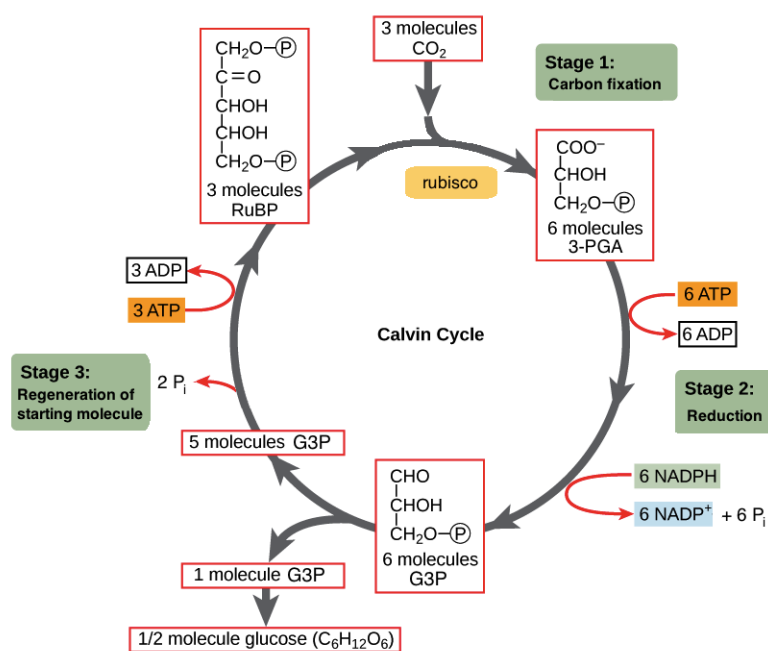 3 molecules
CO₂
Stage 1:
Carbon fixation
CH₂O—Ⓟ
C=O
CHOH
CHOH
CH₂O—Ⓟ
3 molecules
RuBP
rubisco
COO⁻
CHOH
CH₂O—Ⓟ
6 molecules
3-PGA
3 ADP
3 ATP
6 ATP
6 ADP
Calvin Cycle
Stage 3:
Regeneration of
starting molecule
2 Pᵢ
Stage 2:
Reduction
5 molecules G3P
CHO
CHOH
CH₂O—Ⓟ
6 molecules
G3P
6 NADPH
6 NADP⁺ + 6 Pᵢ
1 molecule G3P
1/2 molecule glucose (C₆H₁₂O₆)